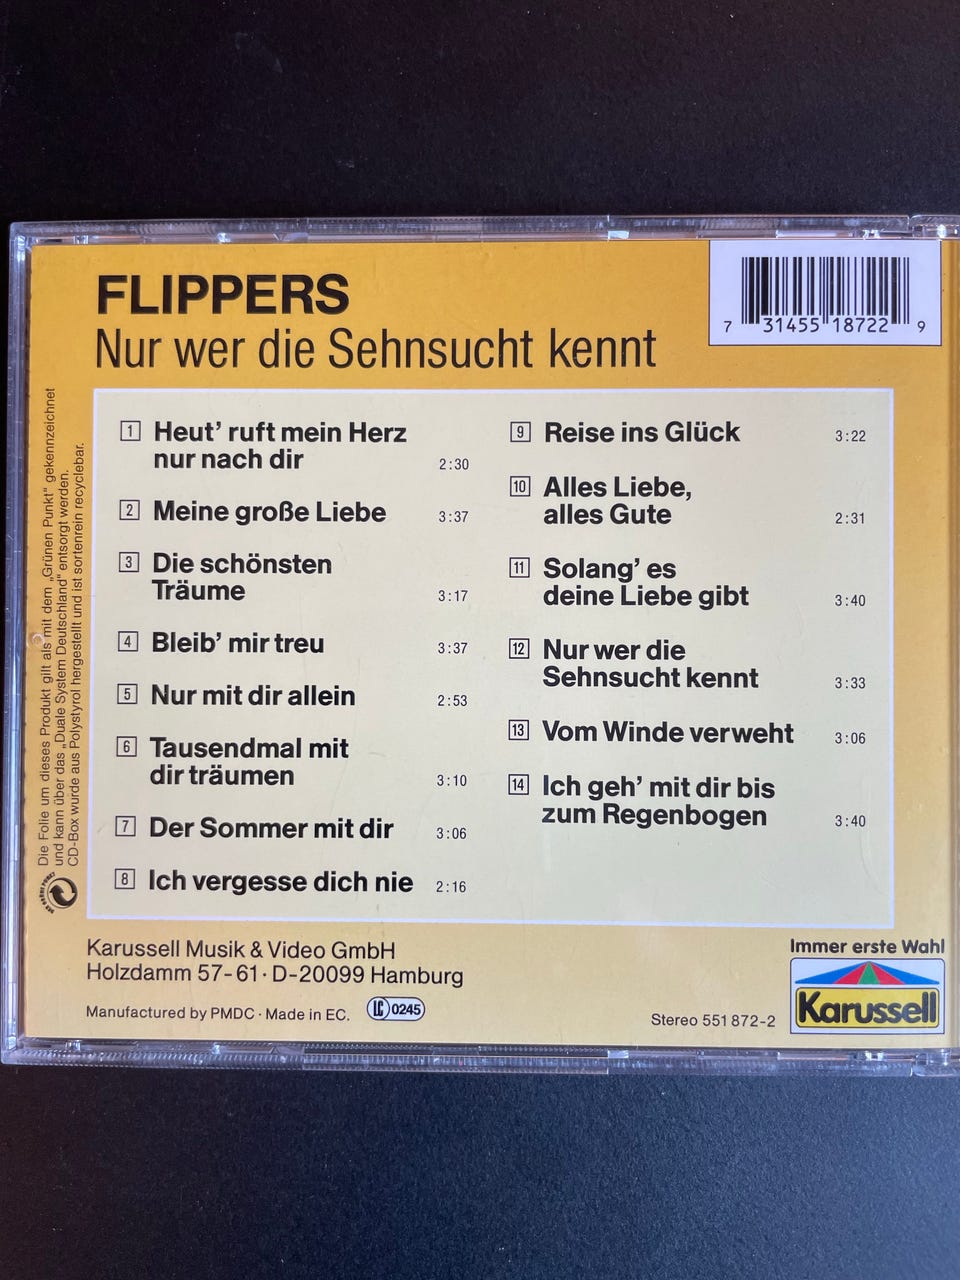 FLIPPERS
Nur wer die Sehnsucht kennt
7 31455 18722 9
1 Heut’ ruft mein Herz
nur nach dir 2:30
2 Meine große Liebe 3:37
3 Die schönsten
Träume 3:17
4 Bleib’ mir treu 3:37
5 Nur mit dir allein 2:53
6 Tausendmal mit
dir träumen 3:10
7 Der Sommer mit dir 3:06
8 Ich vergesse dich nie 2:16
9 Reise ins Glück 3:22
10 Alles Liebe,
alles Gute 2:31
11 Solang’ es
deine Liebe gibt 3:40
12 Nur wer die
Sehnsucht kennt 3:33
13 Vom Winde verweht 3:06
14 Ich geh’ mit dir bis
zum Regenbogen 3:40
Die Folie um dieses Produkt gilt als mit dem „Grünen Punkt“ gekennzeichnet
und kann über das „Duale System Deutschland“ entsorgt werden.
CD-Box wurde aus Polystyrol hergestellt und ist sortenrein recyclebar.
DER GRÜNE PUNKT
Karussell Musik & Video GmbH
Holzdamm 57-61 · D-20099 Hamburg
Manufactured by PMDC · Made in EC. LC 0245
Stereo 551 872-2
Immer erste Wahl
Karussell